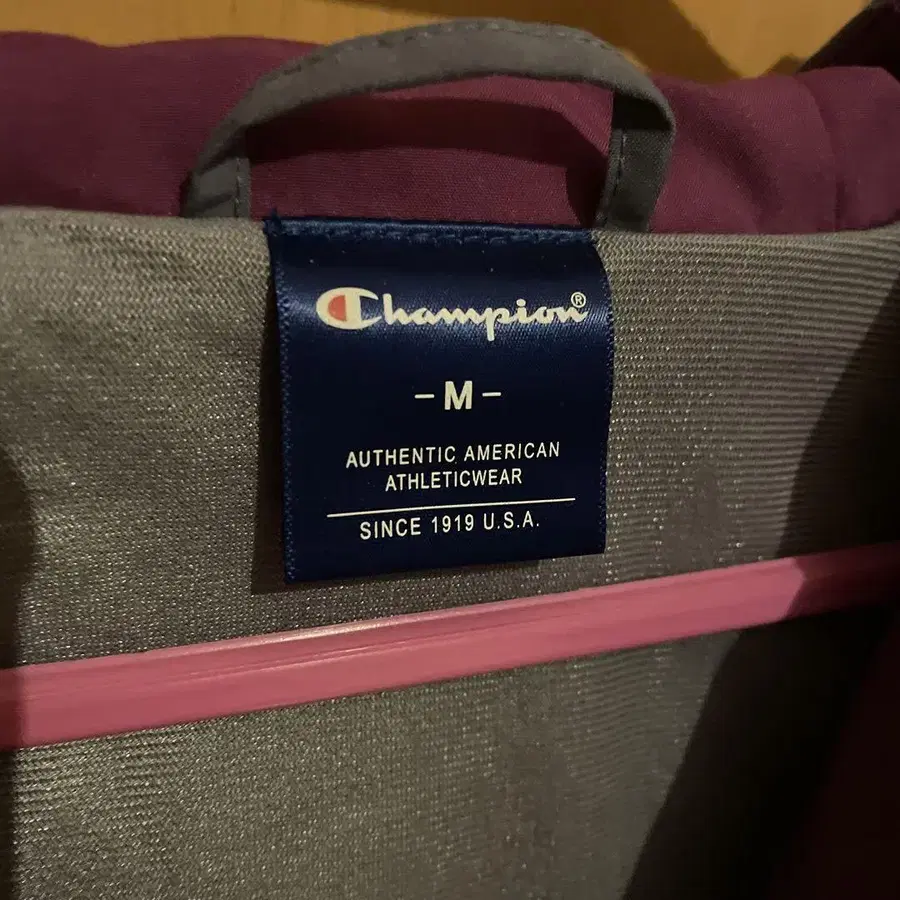 Champion®
- M -
AUTHENTIC AMERICAN
ATHLETICWEAR
SINCE 1919 U.S.A.